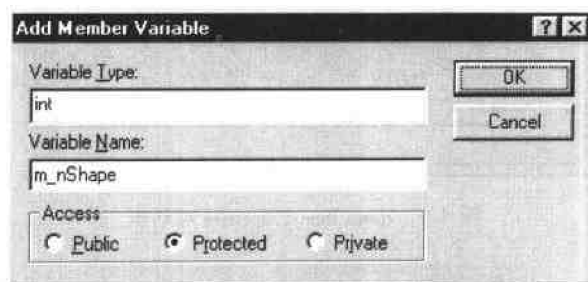 Add Member Variable
Variable Type:
int
Variable Name:
m_nShape
Access
Public Protected Private
OK
Cancel